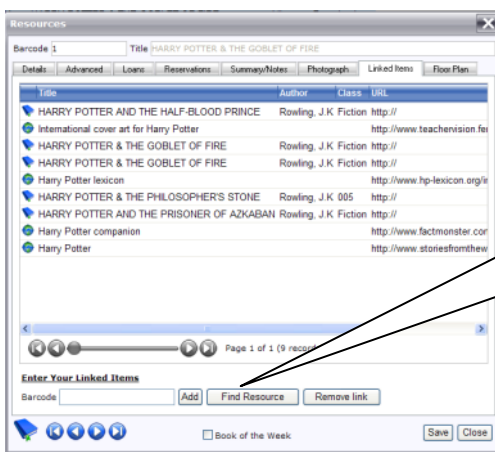 Resources
Barcode 1 Title HARRY POTTER & THE GOBLET OF FIRE
Details Advanced Loans Reservations Summary/Notes Photograph Linked Items Floor Plan
Title Author Class URL
HARRY POTTER AND THE HALF-BLOOD PRINCE Rowling, J.K Fiction http://
International cover art for Harry Potter http://www.teachervision.fer
HARRY POTTER & THE GOBLET OF FIRE Rowling, J.K Fiction http://
HARRY POTTER & THE GOBLET OF FIRE Rowling, J.K Fiction http://
Harry Potter lexicon http://www.hp-lexicon.org/ir
HARRY POTTER & THE PHILOSOPHER'S STONE Rowling, J.K 005 http://
HARRY POTTER AND THE PRISONER OF AZKABAN Rowling, J.K Fiction http://
Harry Potter companion http://www.factmonster.con
Harry Potter http://www.storiesfromthew
Page 1 of 1 (9 record
Enter Your Linked Items
Barcode Add Find Resource Remove link
Book of the Week Save Close